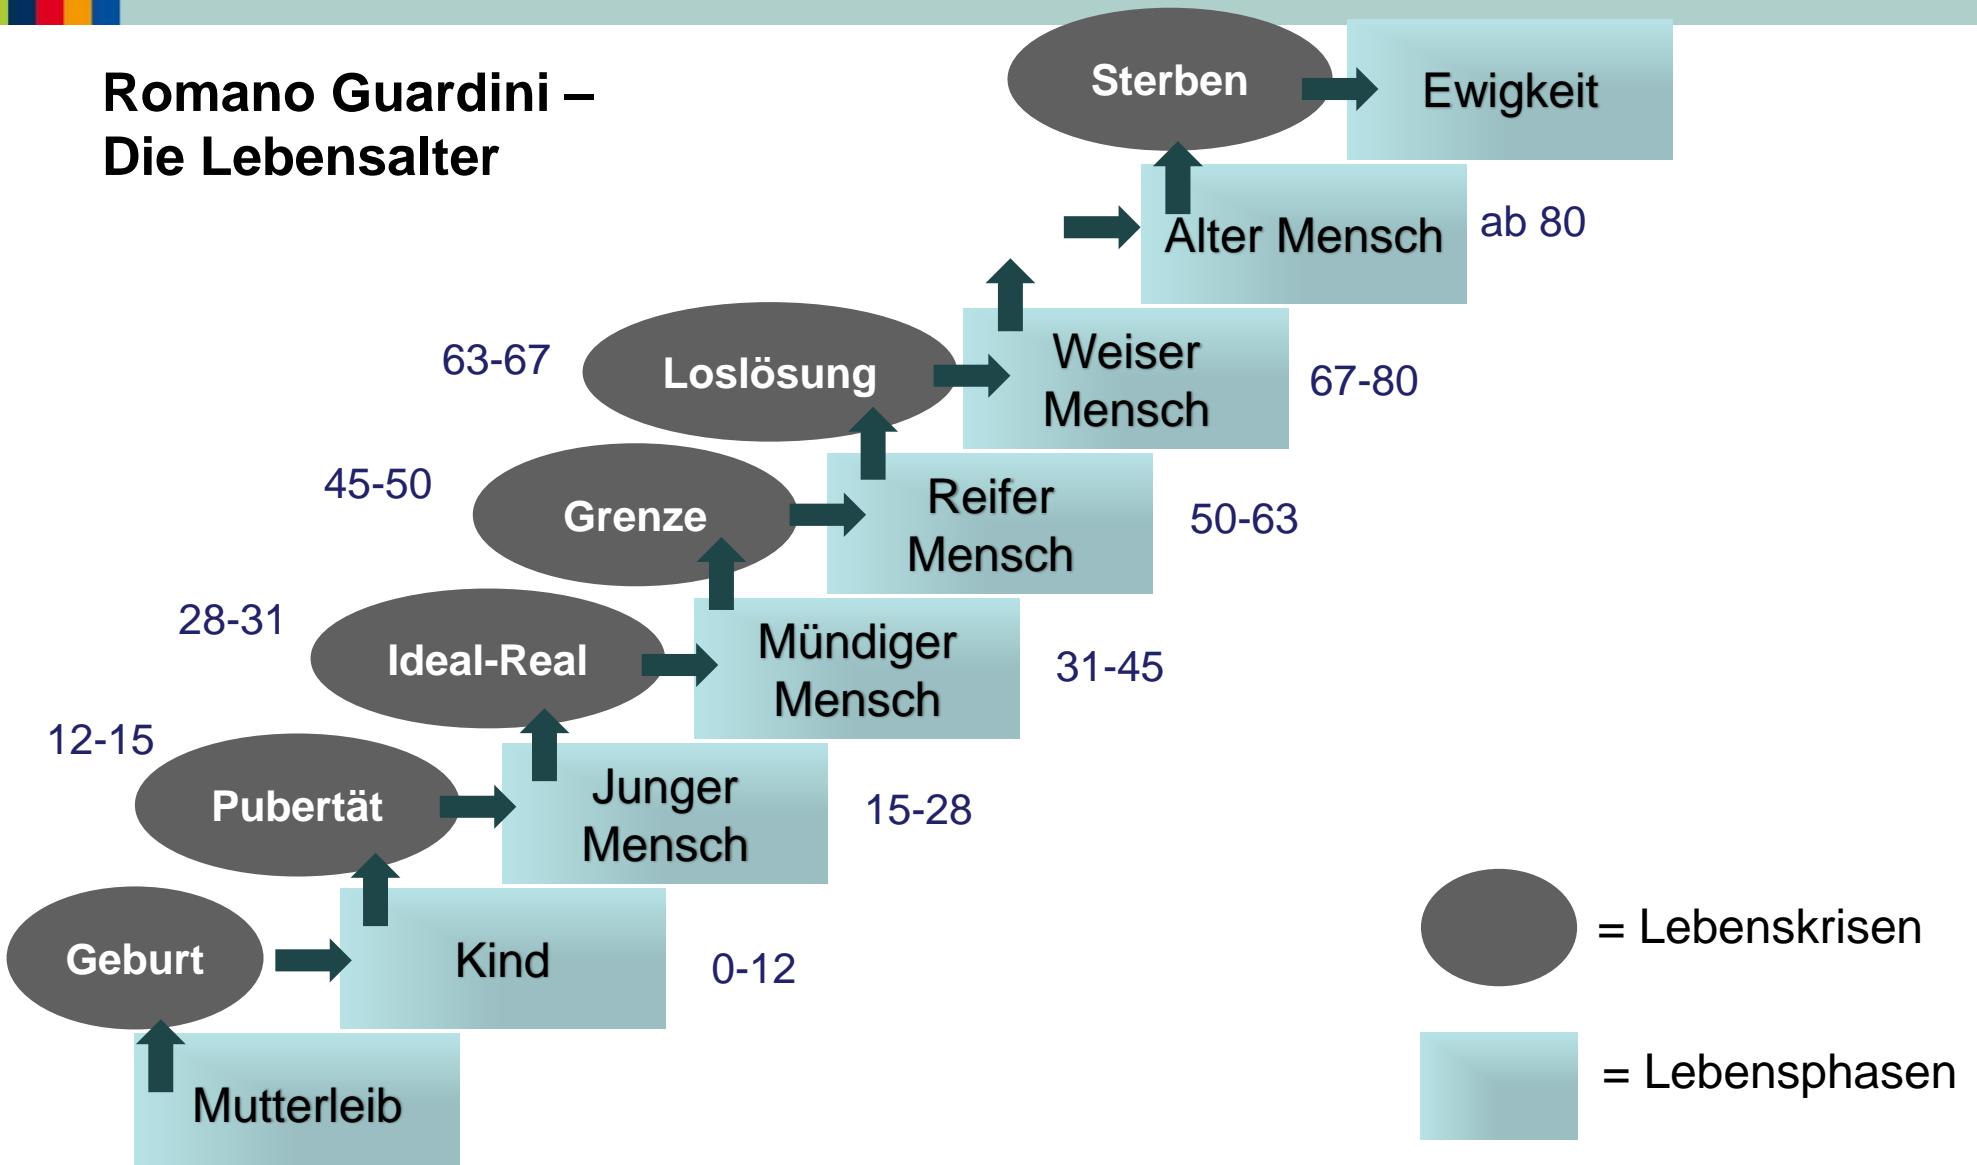 Romano Guardini –
Die Lebensalter
Sterben
Ewigkeit
Alter Mensch
ab 80
63-67
Loslösung
Weiser
Mensch
67-80
45-50
Grenze
Reifer
Mensch
50-63
28-31
Ideal-Real
Mündiger
Mensch
31-45
12-15
Pubertät
Junger
Mensch
15-28
Geburt
Kind
0-12
Mutterleib
= Lebenskrisen
= Lebensphasen